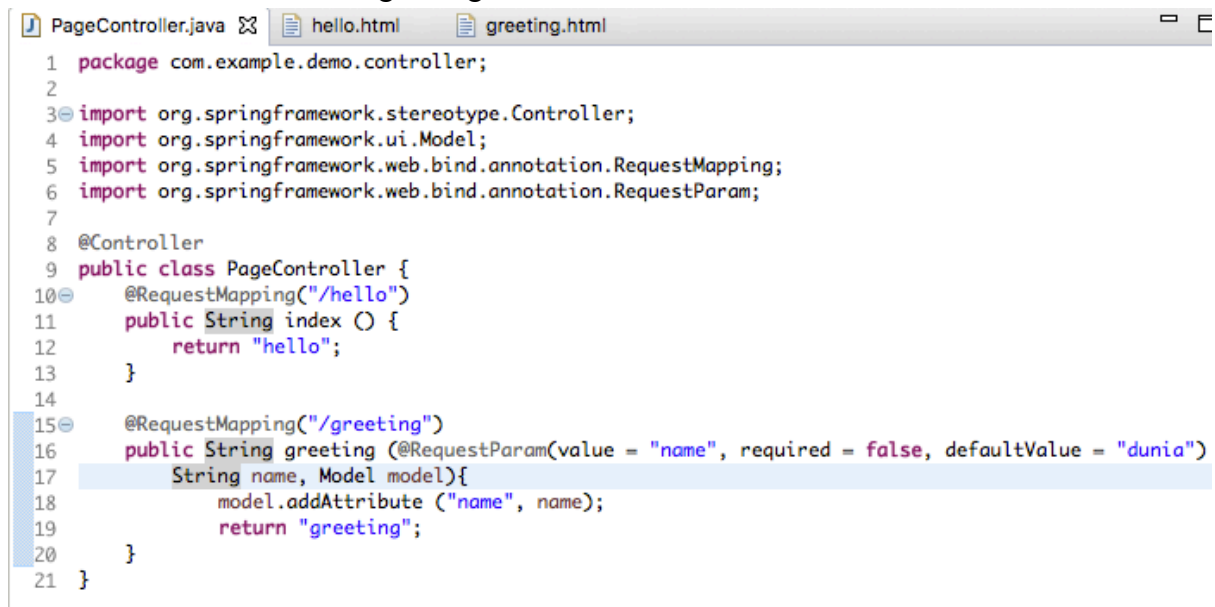 PageController.java hello.html greeting.html
1 package com.example.demo.controller;
2
3 import org.springframework.stereotype.Controller;
4 import org.springframework.ui.Model;
5 import org.springframework.web.bind.annotation.RequestMapping;
6 import org.springframework.web.bind.annotation.RequestParam;
7
8 @Controller
9 public class PageController {
10 @RequestMapping("/hello")
11 public String index () {
12 return "hello";
13 }
14
15 @RequestMapping("/greeting")
16 public String greeting (@RequestParam(value = "name", required = false, defaultValue = "dunia")
17 String name, Model model){
18 model.addAttribute ("name", name);
19 return "greeting";
20 }
21 }